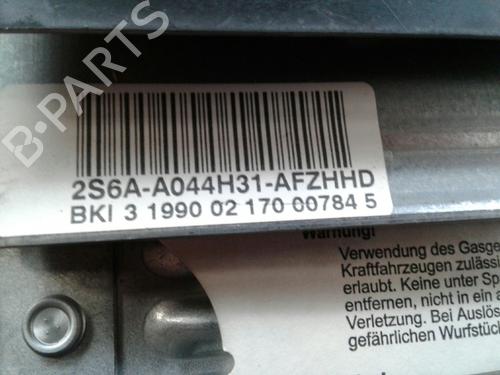 B-PARTS
2S6A-A044H31-AFZHHD
BKI 3 1990 02 170 00784 5
Warnung!
Verwendung des Gasge
Kraftfahrzeugen zuläss
erlaubt. Keine unter Sp
entfernen, nicht in ein a
Verletzung. Bei Auslös
gefährlichen Wurfstück